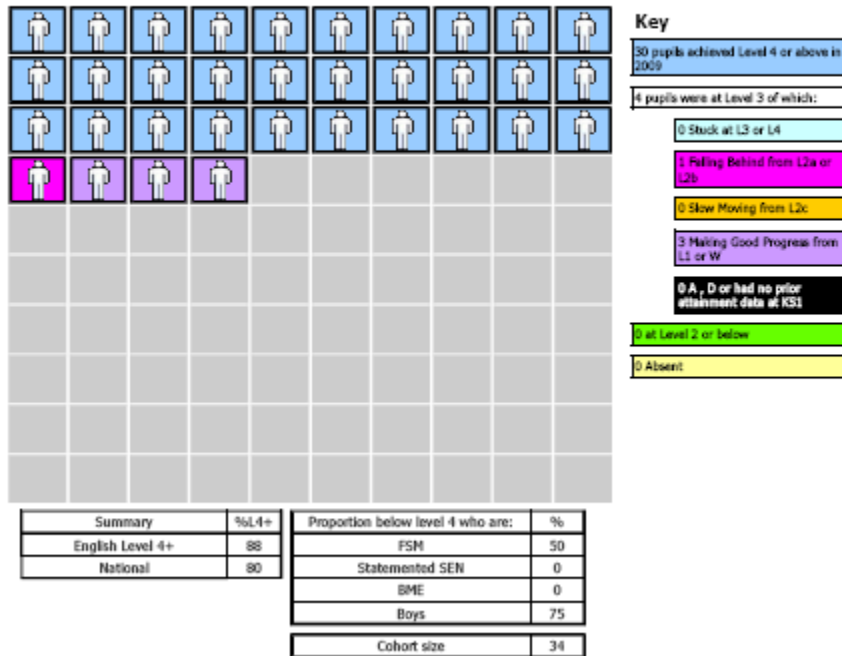 Key
30 pupils achieved Level 4 or above in
2009
4 pupils were at Level 3 of which:
0 Stuck at L3 or L4
1 Falling Behind from L2a or
L2b
0 Slow Moving from L2c
3 Making Good Progress from
L1 or W
0 A , D or had no prior
attainment data at KS1
0 at Level 2 or below
0 Absent
Summary %L4+
English Level 4+ 88
National 80
Proportion below level 4 who are: %
FSM 50
Statemented SEN 0
BME 0
Boys 75
Cohort size 34